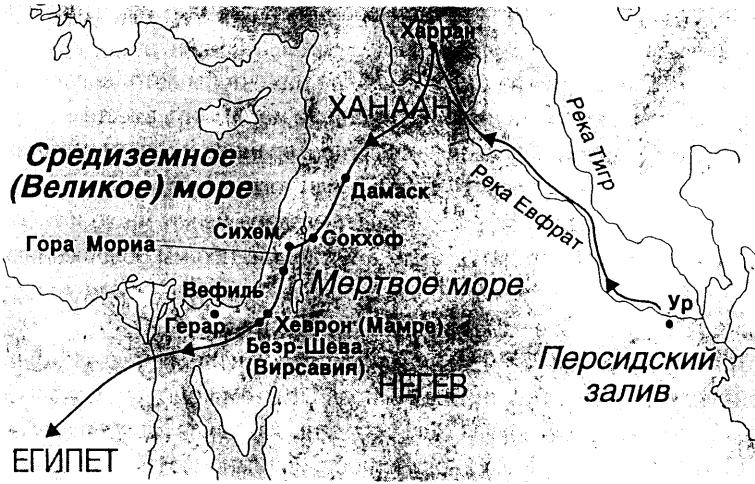 Харран
ХАНААН
Река Тигр
Средиземное
(Великое) море
Дамаск
Река Евфрат
Сихем
Сокхоф
Гора Мориа
Мертвое море
Вефиль
Ур
Герар
Хеврон (Мамре)
Беэр-Шева
(Вирсавия)
Персидский
залив
НЕГЕВ
ЕГИПЕТ